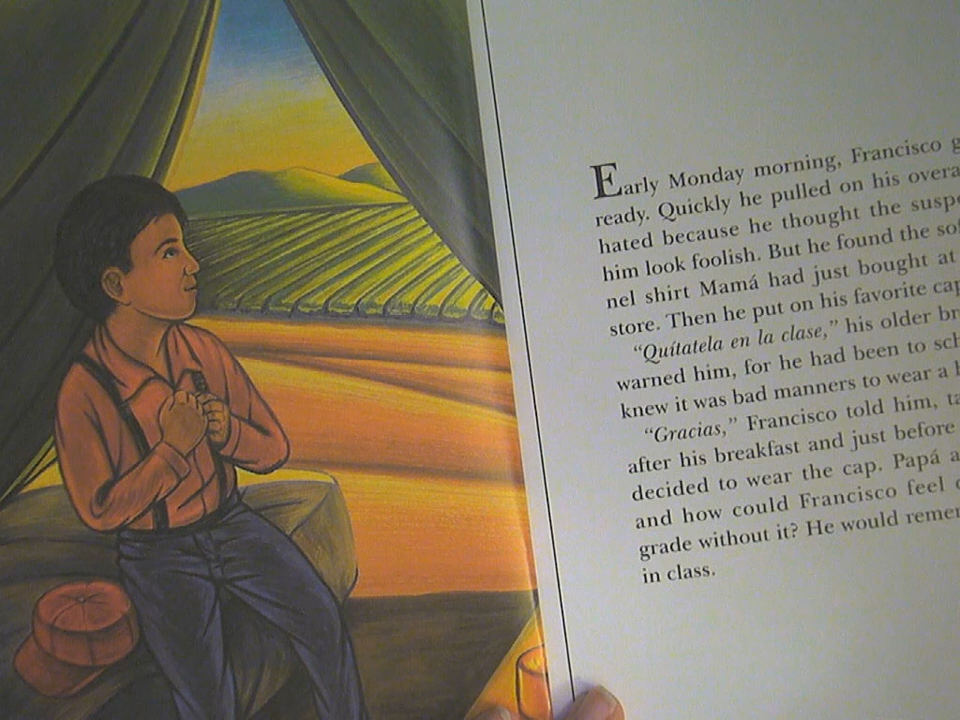 Early Monday morning, Francisco
ready. Quickly he pulled on his
hated because he thought the
him look foolish. But he found the
nel shirt Mamá had just bought at
store. Then he put on his favorite
“Quítatela en la clase,” his older
warned him, for he had been to
knew it was bad manners to wear a
“Gracias,” Francisco told him,
after his breakfast and just before
decided to wear the cap. Papá
and how could Francisco feel
grade without it? He would
in class.